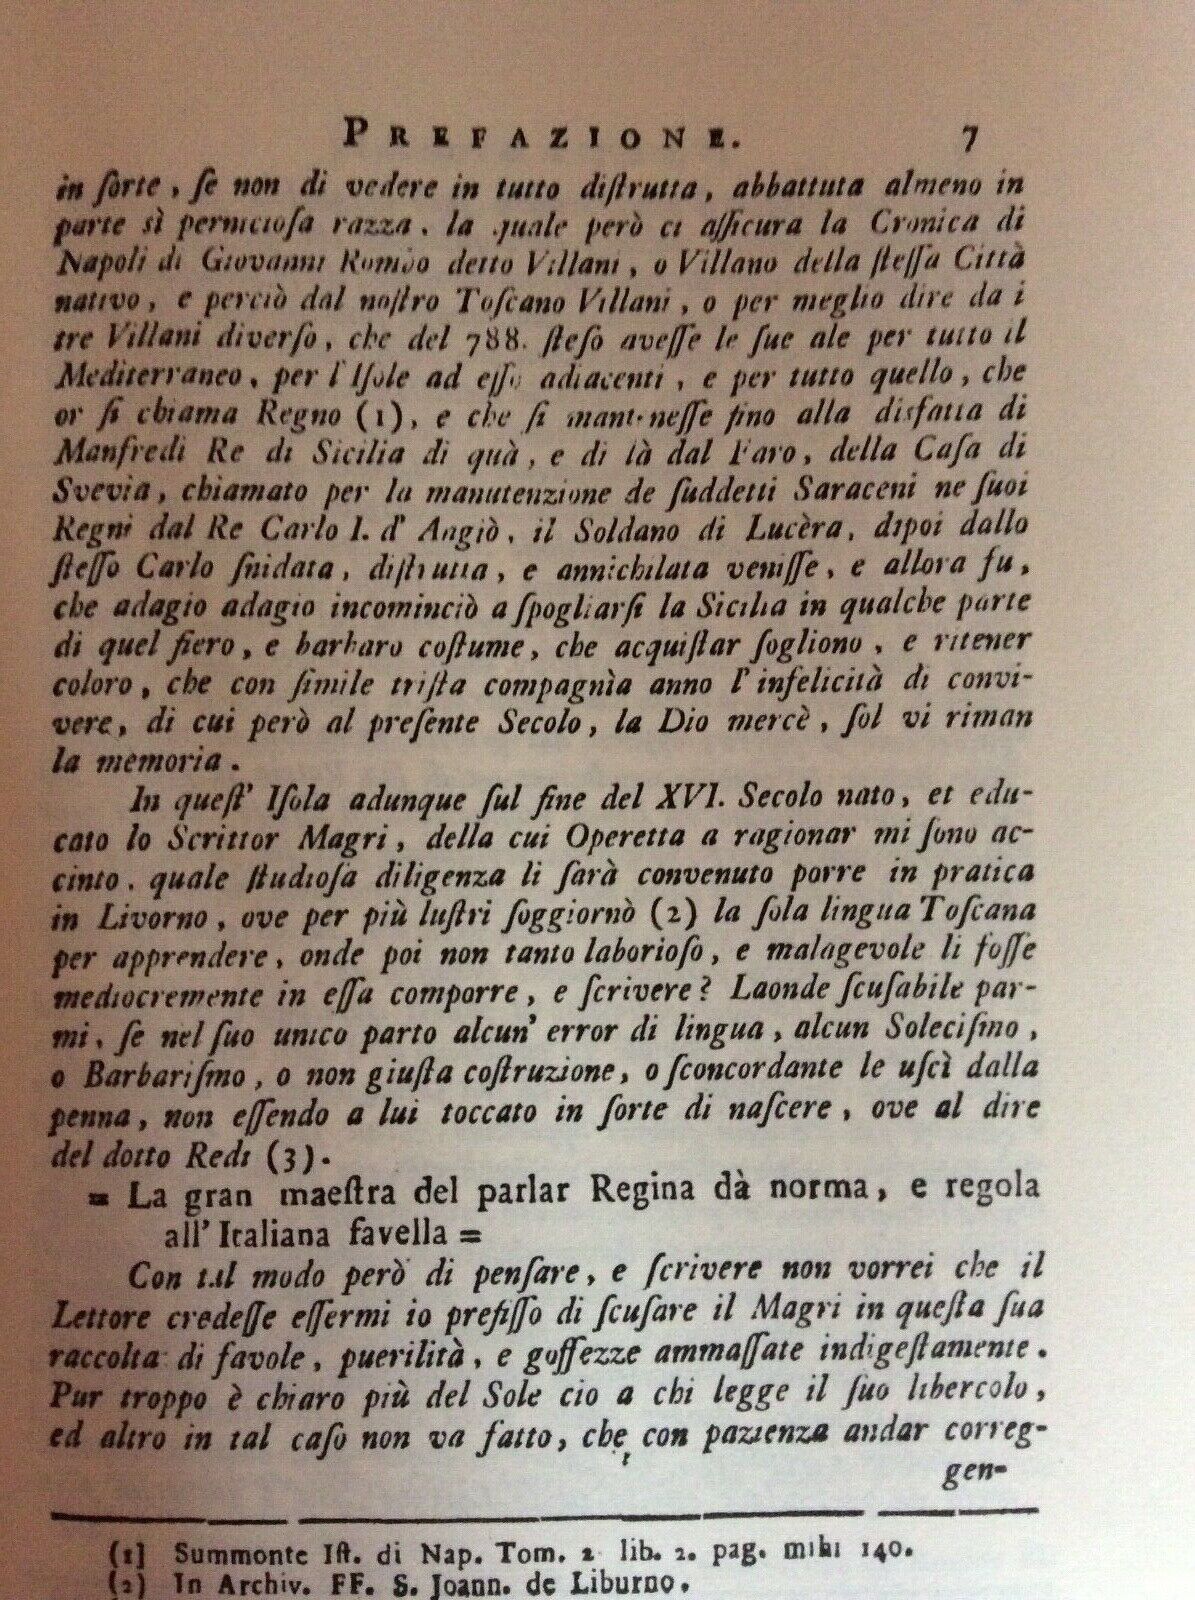 PREFAZIONE. 7
in ſorte, ſe non di vedere in tutto diſtrutta, abbattuta almeno in
parte sì pernicioſa razza. la quale però ci aſſicura la Cronica di
Napoli di Giovanni Romèo detto Villani, o Villano della ſteſſa Città
nativo, e perciò dal noſtro Toſcano Villani, o per meglio dire da i
tre Villani diverſo, che del 788. ſteſo aveſſe le ſue ale per tutto il
Mediterraneo, per l'Iſole ad eſſo adiacenti, e per tutto quello, che
or ſi chiama Regno (1), e che ſi manteneſſe fino alla disfatta di
Manfredi Re di Sicilia di quà, e di là dal Faro, della Caſa di
Svevia, chiamato per la manutenzione de ſuddetti Saraceni ne ſuoi
Regni dal Re Carlo I. d' Angiò, il Soldano di Lucèra, dipoi dallo
ſteſſo Carlo ſnidata, diſtrutta, e annichilata veniſſe, e allora fu,
che adagio adagio incominciò a ſpogliarſi la Sicilia in qualche parte
di quel fiero, e barbaro coſtume, che acquiſtar ſogliono, e ritener
coloro, che con ſimile triſta compagnìa anno l'infelicità di convi-
vere, di cui però al preſente Secolo, la Dio mercè, ſol vi riman
la memoria.
In queſt' Iſola adunque ſul fine del XVI. Secolo nato, et edu-
cato lo Scrittor Magri, della cui Operetta a ragionar mi ſono ac-
cinto. quale ſtudioſa diligenza li ſarà convenuto porre in pratica
in Livorno, ove per più luſtri ſoggiornò (2) la ſola lingua Toſcana
per apprendere, onde poi non tanto laborioſo, e malagevole li foſſe
mediocremente in eſſa comporre, e ſcrivere? Laonde ſcuſabile par-
mi, ſe nel ſuo unico parto alcun' error di lingua, alcun Soleciſmo,
o Barbariſmo, o non giuſta coſtruzione, o ſconcordante le uſcì dalla
penna, non eſſendo a lui toccato in ſorte di naſcere, ove al dire
del dotto Redi (3).
= La gran maeſtra del parlar Regina dà norma, e regola
all'Italiana favella =
Con tal modo però di penſare, e ſcrivere non vorrei che il
Lettore credeſſe eſſermi io prefiſſo di ſcuſare il Magri in queſta ſua
raccolta di favole, puerilità, e goffezze ammaſſate indigeſtamente.
Pur troppo è chiaro più del Sole cio a chi legge il ſuo libercolo,
ed altro in tal caſo non va fatto, che con pazienza andar correg-
gen-
(1) Summonte Iſt. di Nap. Tom. 2 lib. 2. pag. mihi 140.
(2) In Archiv. FF. S. Joann. de Liburno.